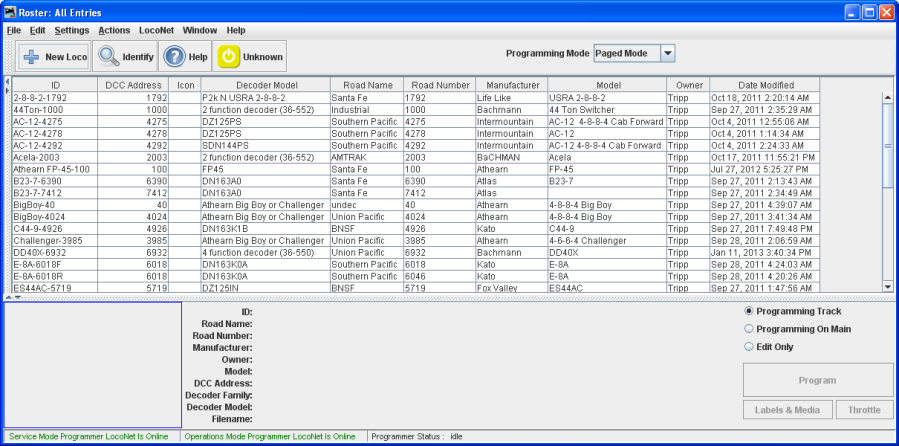 Roster: All Entries
File Edit Settings Actions LocoNet Window Help
New Loco Identify Help Unknown Programming Mode Paged Mode
ID DCC Address Icon Decoder Model Road Name Road Number Manufacturer Model Owner Date Modified
2-8-8-2-1792 1792 P2k N USRA 2-8-8-2 Santa Fe 1792 Life Like USRA 2-8-8-2 Tripp Oct 18, 2011 2:20:14 AM
44Ton-1000 1000 2 function decoder (36-552) Industrial 1000 Bachmann 44 Ton Switcher Tripp Sep 27, 2011 2:35:29 AM
AC-12-4275 4275 DZ125PS Southern Pacific 4275 Intermountain AC-12 4-8-8-4 Cab Forward Tripp Oct 4, 2011 12:55:06 AM
AC-12-4278 4278 DZ125PS Southern Pacific 4278 Intermountain AC-12 Tripp Oct 4, 2011 1:14:34 AM
AC-12-4292 4292 SDN144PS Southern Pacific 4292 Intermountain AC-12 4-8-8-4 Cab Forward Tripp Oct 4, 2011 2:24:33 AM
Acela-2003 2003 2 function decoder (36-552) AMTRAK 2003 BaCHMAN Acela Tripp Oct 17, 2011 11:55:21 PM
Athearn FP-45-100 100 FP45 Santa Fe 100 Athearn FP-45 Tripp Jul 27, 2012 5:25:27 PM
B23-7-6390 6390 DN163A0 Santa Fe 6390 Atlas B23-7 Tripp Sep 27, 2011 2:13:43 AM
B23-7-7412 7412 DN163A0 Santa Fe 7412 Atlas Tripp Sep 27, 2011 2:34:49 AM
BigBoy-40 40 Athearn Big Boy or Challenger undec 40 Athearn 4-8-8-4 Big Boy Tripp Sep 27, 2011 4:39:07 AM
BigBoy-4024 4024 Athearn Big Boy or Challenger Union Pacific 4024 Athearn 4-8-8-4 Big Boy Tripp Sep 27, 2011 3:41:34 AM
C44-9-4926 4926 DN163K1B BNSF 4926 Kato C44-9 Tripp Sep 27, 2011 7:49:48 PM
Challenger-3985 3985 Athearn Big Boy or Challenger Union Pacific 3985 Athearn 4-6-6-4 Challenger Tripp Sep 28, 2011 2:06:59 AM
DD40X-6932 6932 4 function decoder (36-550) Union Pacific 6932 Bachmann DD40X Tripp Jan 11, 2013 3:40:34 PM
E-8A-6018F 6018 DN163K0A Southern Pacific 6018 Kato E-8A Tripp Sep 28, 2011 4:24:03 AM
E-8A-6018R 6018 DN163K0A Southern Pacific 6046 Kato E-8A Tripp Sep 28, 2011 4:20:26 AM
ES44AC-5719 5719 DZ125IN BNSF 5719 Fox Valley ES44AC Tripp Sep 27, 2011 1:47:56 AM
ID:
Road Name:
Road Number:
Manufacturer:
Owner:
Model:
DCC Address:
Decoder Family:
Decoder Model:
Filename:
Programming Track
Programming On Main
Edit Only
Program
Labels & Media Throttle
Service Mode Programmer LocoNet Is Online Operations Mode Programmer LocoNet Is Online Programmer Status : idle